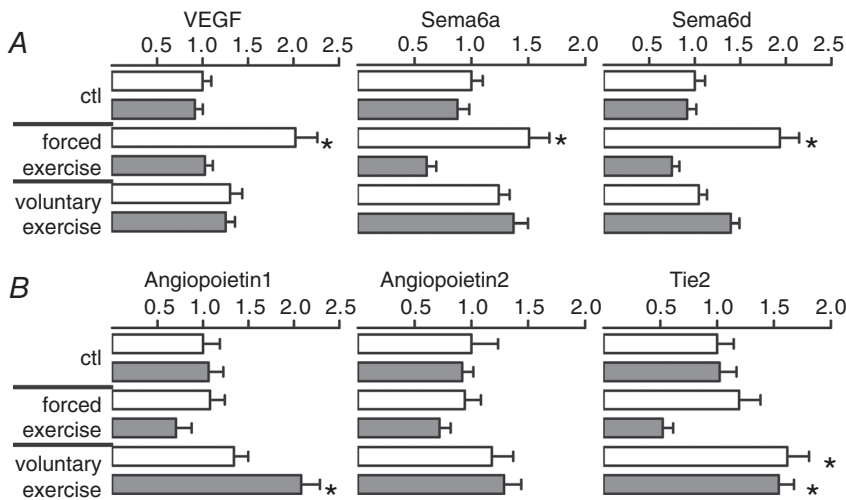 A
VEGF Sema6a Sema6d
0.5 1.0 1.5 2.0 2.5 0.5 1.0 1.5 2.0 0.5 1.0 1.5 2.0 2.5
ctl
forced * * *
exercise
voluntary
exercise
B
Angiopoietin1 Angiopoietin2 Tie2
0.5 1.0 1.5 2.0 2.5 0.5 1.0 1.5 2.0 0.5 1.0 1.5 2.0
ctl
forced
exercise
voluntary *
exercise * *